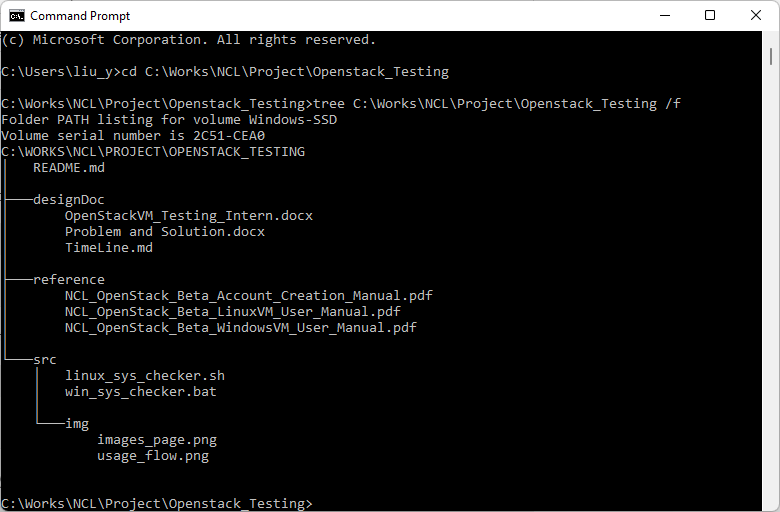 Command Prompt
(c) Microsoft Corporation. All rights reserved.
C:\Users\liu_y>cd C:\Works\NCL\Project\Openstack_Testing
C:\Works\NCL\Project\Openstack_Testing>tree C:\Works\NCL\Project\Openstack_Testing /f
Folder PATH listing for volume Windows-SSD
Volume serial number is 2C51-CEA0
C:\WORKS\NCL\PROJECT\OPENSTACK_TESTING
│   README.md
│
├───designDoc
│       OpenStackVM_Testing_Intern.docx
│       Problem and Solution.docx
│       TimeLine.md
│
├───reference
│       NCL_OpenStack_Beta_Account_Creation_Manual.pdf
│       NCL_OpenStack_Beta_LinuxVM_User_Manual.pdf
│       NCL_OpenStack_Beta_WindowsVM_User_Manual.pdf
│
└───src
    │   linux_sys_checker.sh
    │   win_sys_checker.bat
    │
    └───img
            images_page.png
            usage_flow.png
C:\Works\NCL\Project\Openstack_Testing>